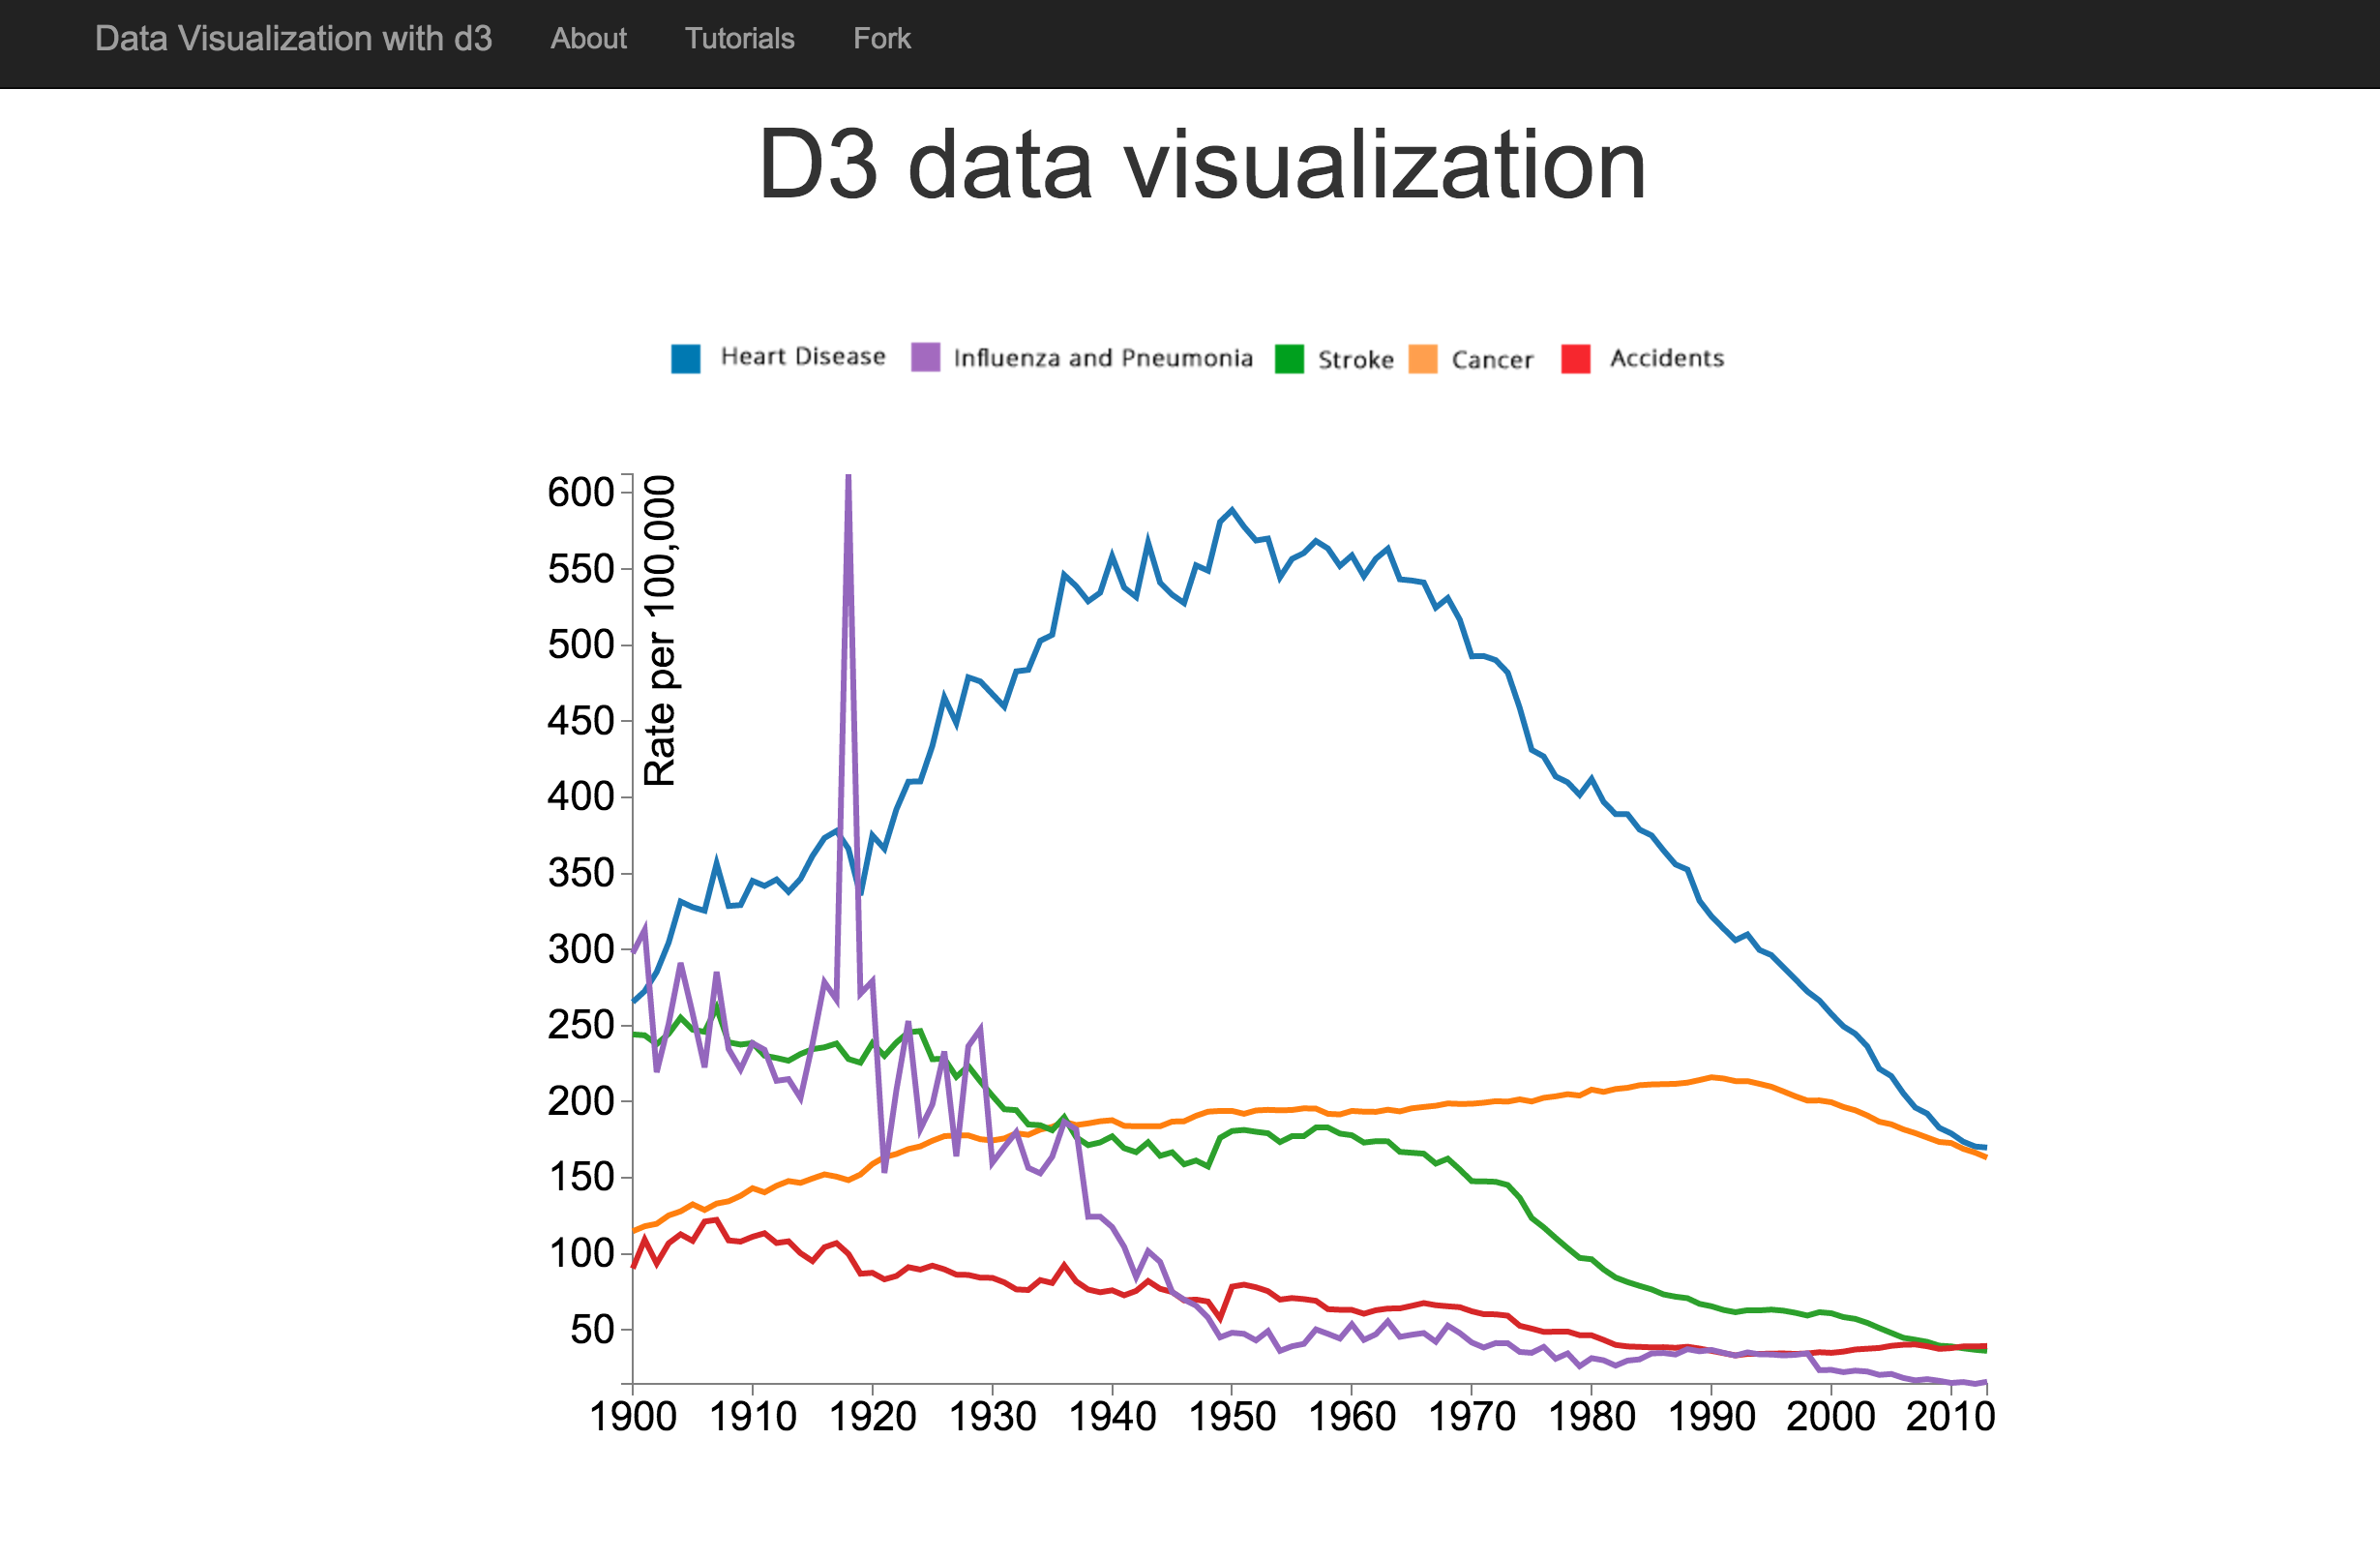 Data Visualization with d3 About Tutorials Fork
D3 data visualization
Heart Disease Influenza and Pneumonia Stroke Cancer Accidents
Rate per 100,000
600
550
500
450
400
350
300
250
200
150
100
50
1900 1910 1920 1930 1940 1950 1960 1970 1980 1990 2000 2010